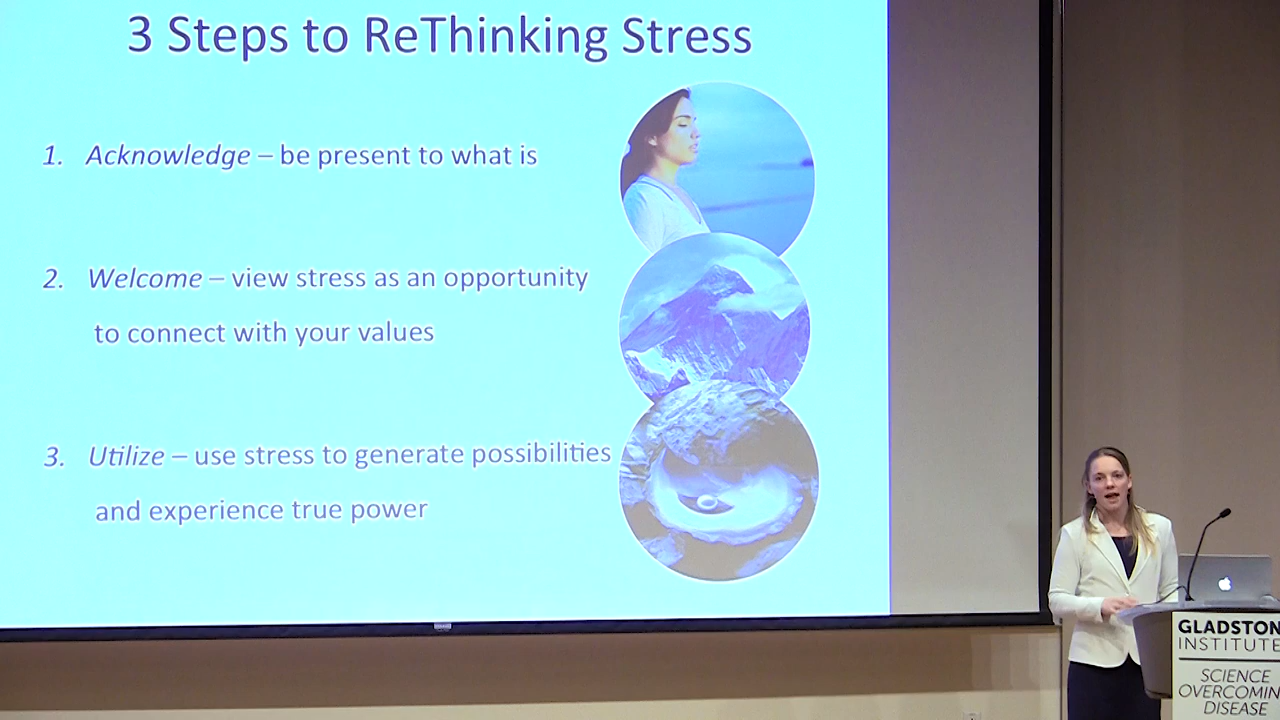 3 Steps to ReThinking Stress
1. Acknowledge – be present to what is
2. Welcome – view stress as an opportunity
to connect with your values
3. Utilize – use stress to generate possibilities
and experience true power
GLADSTON
INSTITUTE
SCIENCE
OVERCOMIN
DISEASE